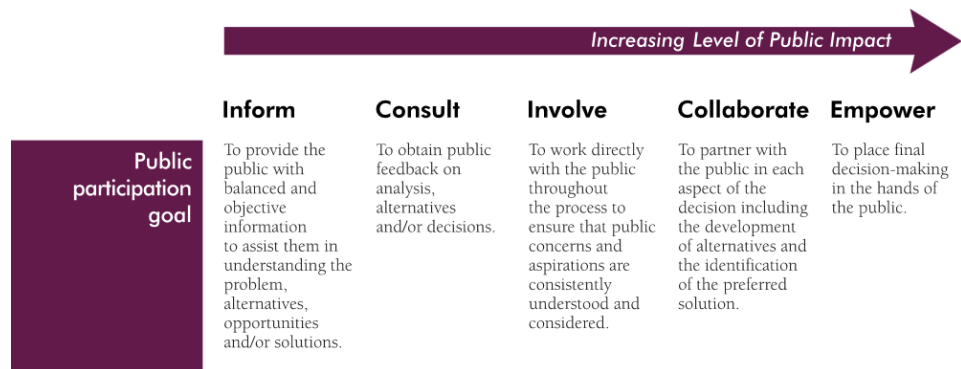 Increasing Level of Public Impact
Inform
Consult
Involve
Collaborate
Empower
Public
participation
goal
To provide the
public with
balanced and
objective
information
to assist them in
understanding the
problem,
alternatives,
opportunities
and/or solutions.
To obtain public
feedback on
analysis,
alternatives
and/or decisions.
To work directly
with the public
throughout
the process to
ensure that public
concerns and
aspirations are
consistently
understood and
considered.
To partner with
the public in each
aspect of the
decision including
the development
of alternatives and
the identification
of the preferred
solution.
To place final
decision-making
in the hands of
the public.